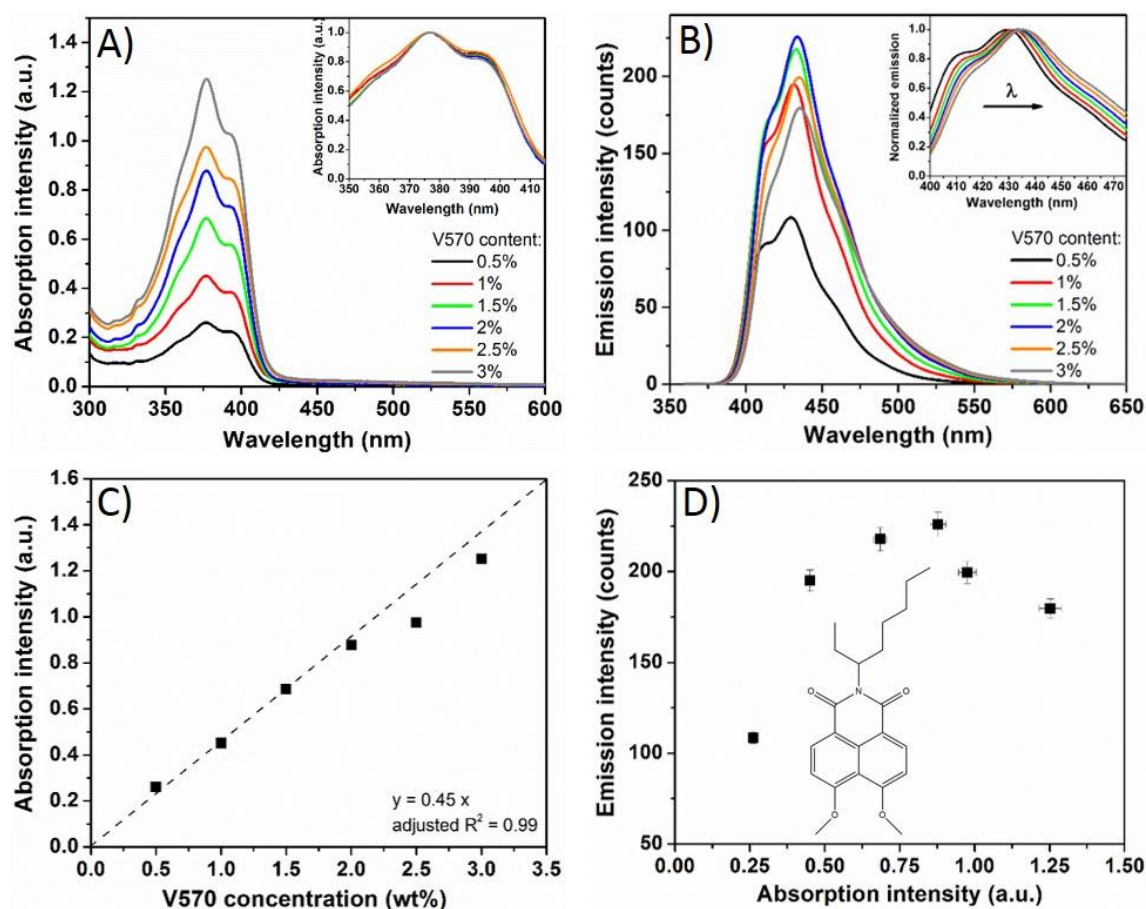 A)
Absorption intensity (a.u.)
1.4
1.2
1.0
0.8
0.6
0.4
0.2
0.0
300 350 400 450 500 550 600
Wavelength (nm)
Absorption intensity (a.u.)
1.0
0.8
0.6
0.4
0.2
0.0
350 360 370 380 390 400 410
Wavelength (nm)
V570 content:
0.5%
1%
1.5%
2%
2.5%
3%
B)
Emission intensity (counts)
225
200
175
150
125
100
75
50
25
0
350 400 450 500 550 600 650
Wavelength (nm)
Normalized emission
1.0
0.8
0.6
0.4
0.2
0.0
λ
400 410 420 430 440 450 460 470
Wavelength (nm)
V570 content:
0.5%
1%
1.5%
2%
2.5%
3%
C)
Absorption intensity (a.u.)
1.6
1.4
1.2
1.0
0.8
0.6
0.4
0.2
0.0
y = 0.45 x
adjusted R² = 0.99
0.0 0.5 1.0 1.5 2.0 2.5 3.0 3.5
V570 concentration (wt%)
D)
Emission intensity (counts)
250
200
150
100
50
O N O
O O
0.00 0.25 0.50 0.75 1.00 1.25 1.50
Absorption intensity (a.u.)